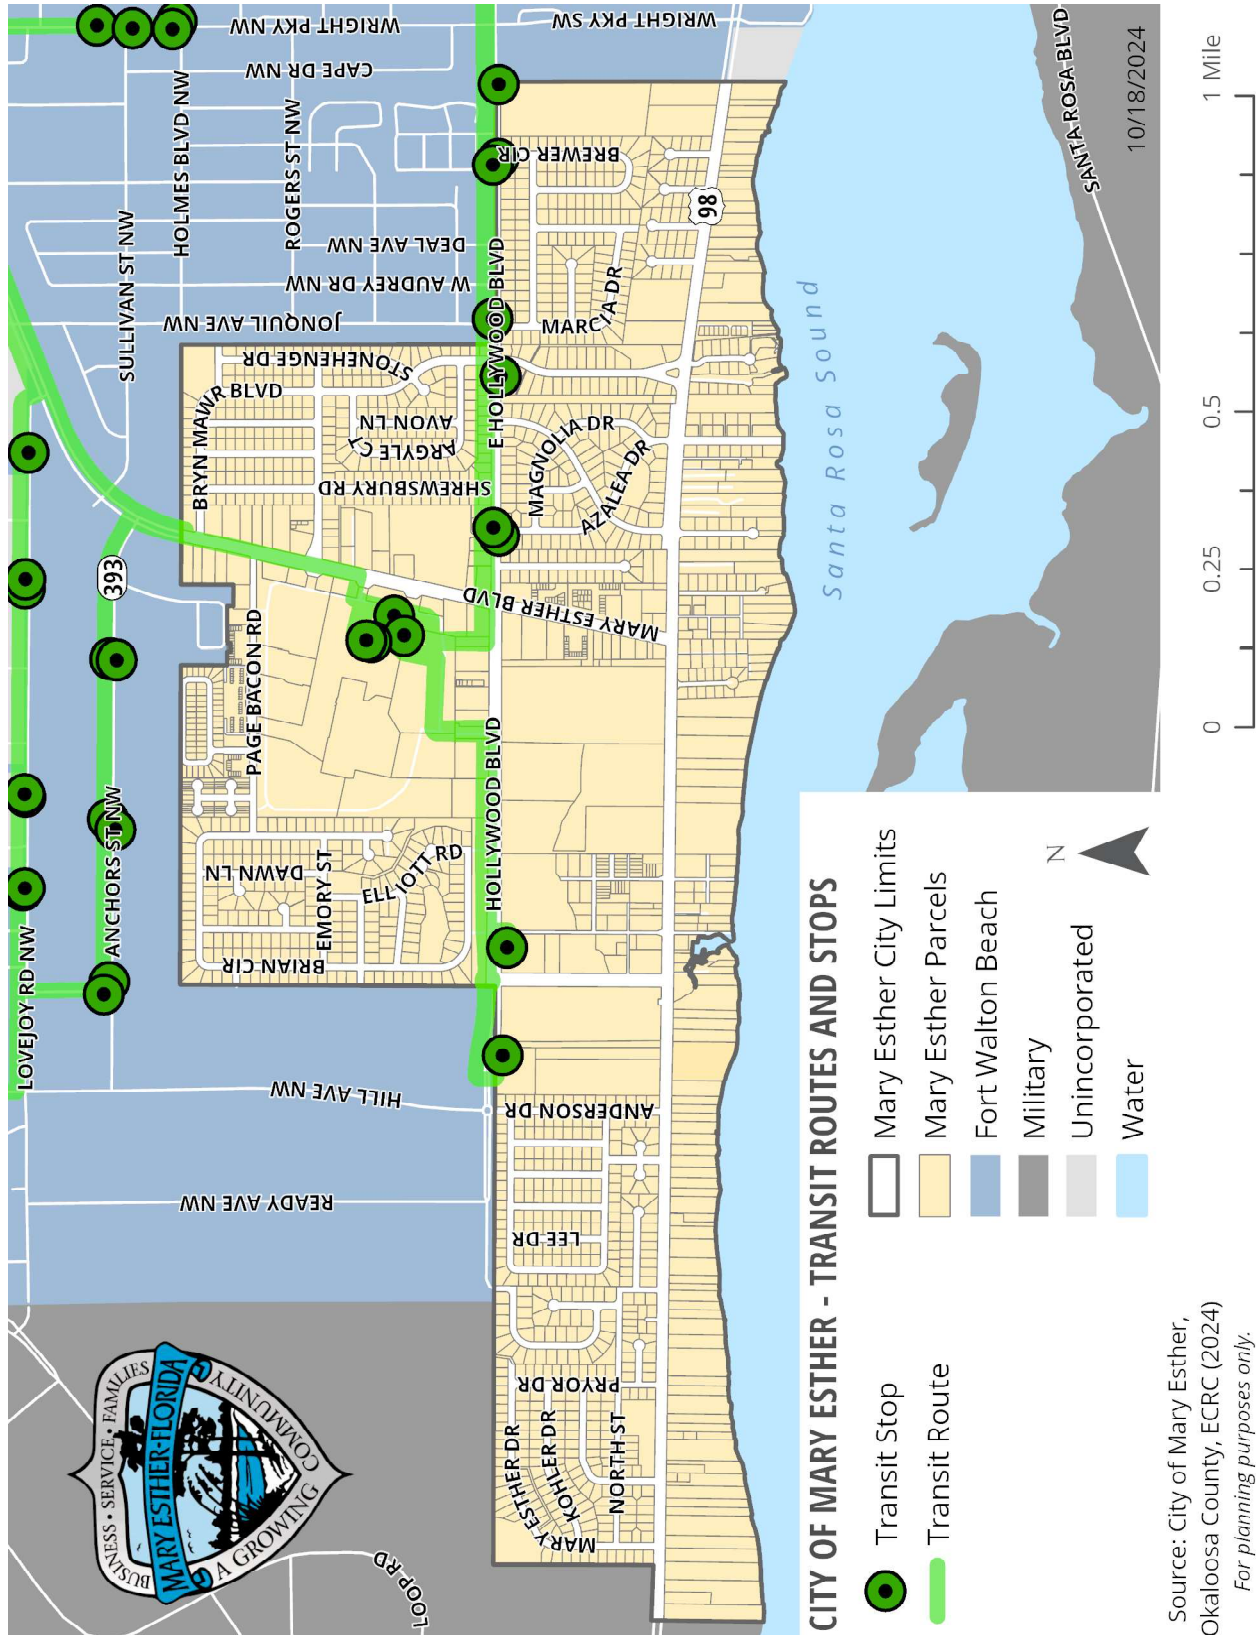 BUSINESS • SERVICE • FAMILIES
MARY ESTHER-FLORIDA
A GROWING COMMUNITY
LOOP RD
LOVEJOY RD NW
ANCHORS ST NW
393
SULLIVAN ST NW
HOLMES BLVD NW
ROGERS ST NW
WRIGHT PKY NW
CAPE DR NW
DEAL AVE NW
W AUDREY DR NW
JONQUIL AVE NW
WRIGHT PKY SW
HILL AVE NW
READY AVE NW
BRYN MAWR BLVD
STONEHENGE DR
AVON LN
ARGYLE CT
SHREWSBURY RD
PAGE BACON RD
DAWN LN
EMORY ST
ELLIOTT RD
BRIAN CIR
HOLLYWOOD BLVD
E HOLLYWOOD BLVD
MARY ESTHER BLVD
MAGNOLIA DR
AZALEA DR
MARCIA DR
BREWER CIR
98
ANDERSON DR
LEE DR
PRYOR DR
MARY ESTHER DR
KOHLER DR
NORTH ST
Santa Rosa Sound
SANTA ROSA BLVD
CITY OF MARY ESTHER - TRANSIT ROUTES AND STOPS
Transit Stop
Transit Route
Mary Esther City Limits
Mary Esther Parcels
Fort Walton Beach
Military
Unincorporated
Water
N
10/18/2024
0 0.25 0.5 1 Mile
Source: City of Mary Esther,
Okaloosa County, ECRC (2024)
For planning purposes only.